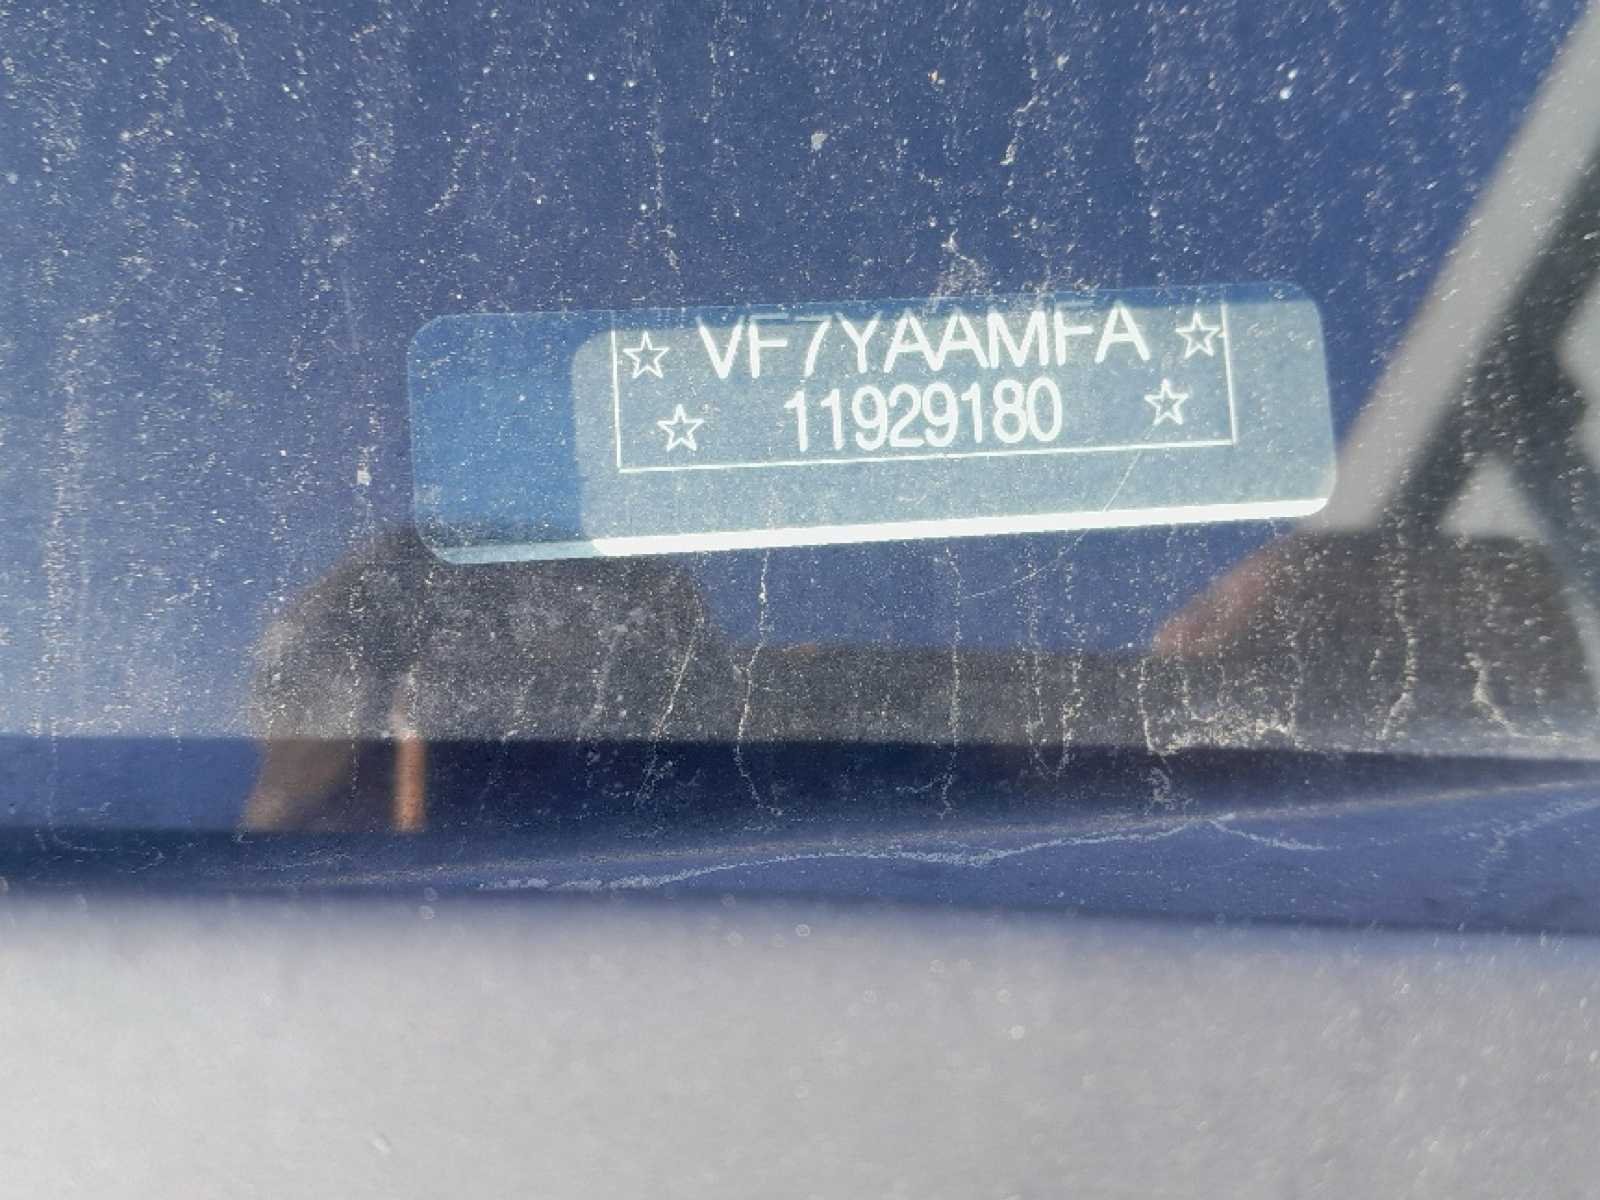 ☆ VF7YAAMFA ☆
☆ 11929180 ☆